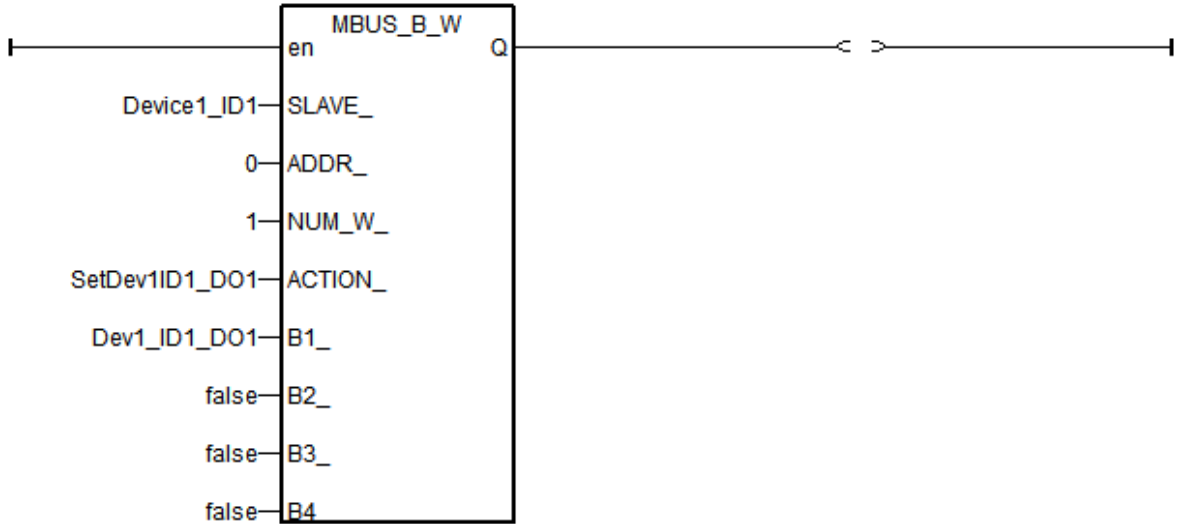 MBUS_B_W
en Q
Device1_ID1 SLAVE_
0 ADDR_
1 NUM_W_
SetDev1ID1_DO1 ACTION_
Dev1_ID1_DO1 B1_
false B2_
false B3_
false B4